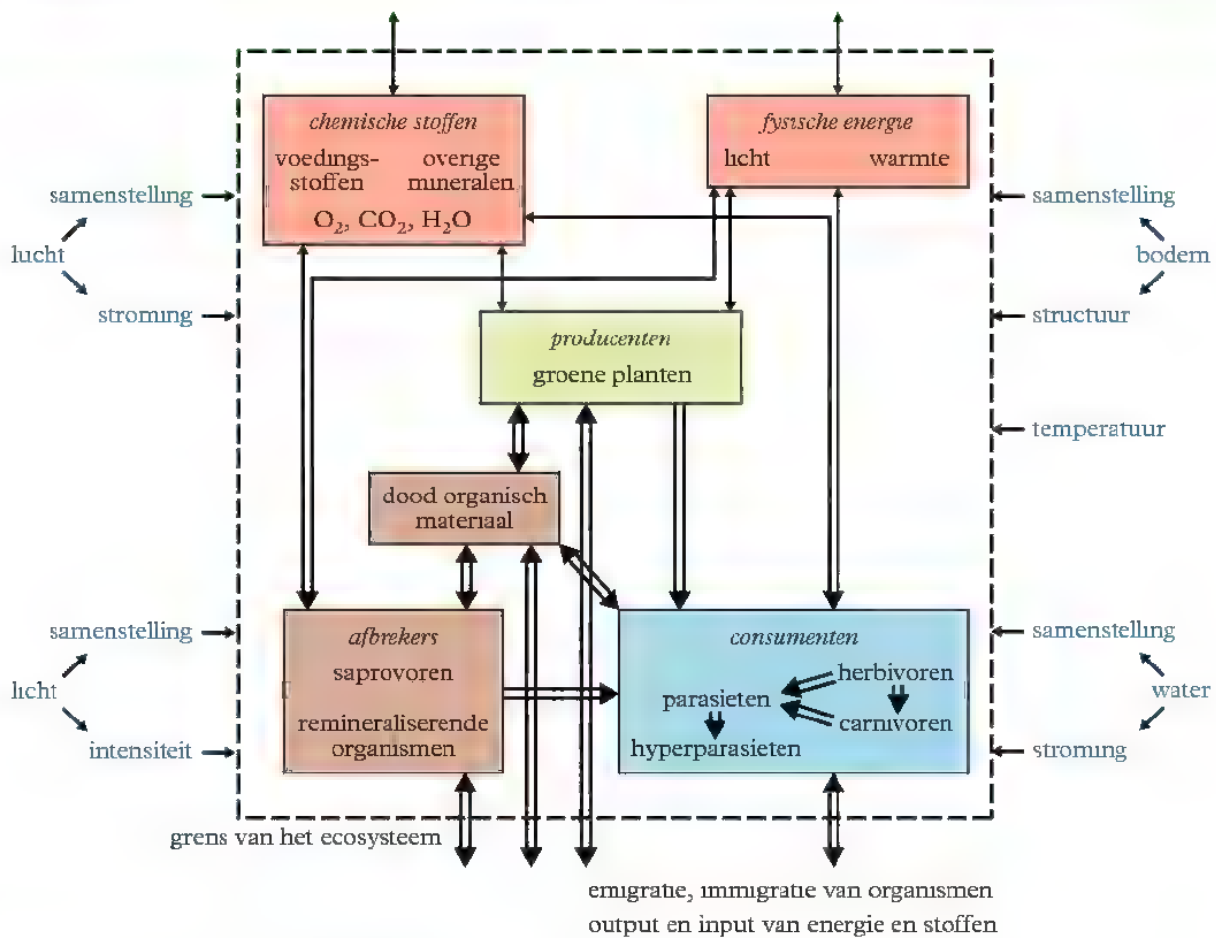 chemische stoffen
voedings-
stoffen
overige
mineralen
O₂, CO₂, H₂O
fysische energie
licht warmte
samenstelling
lucht
stroming
samenstelling
bodem
structuur
producenten
groene planten
temperatuur
dood organisch
materiaal
samenstelling
licht
intensiteit
afbrekers
saprovoren
remineraliserende
organismen
consumenten
herbivoren
parasieten
carnivoren
hyperparasieten
samenstelling
water
stroming
grens van het ecosysteem
emigratie, immigratie van organismen
output en input van energie en stoffen